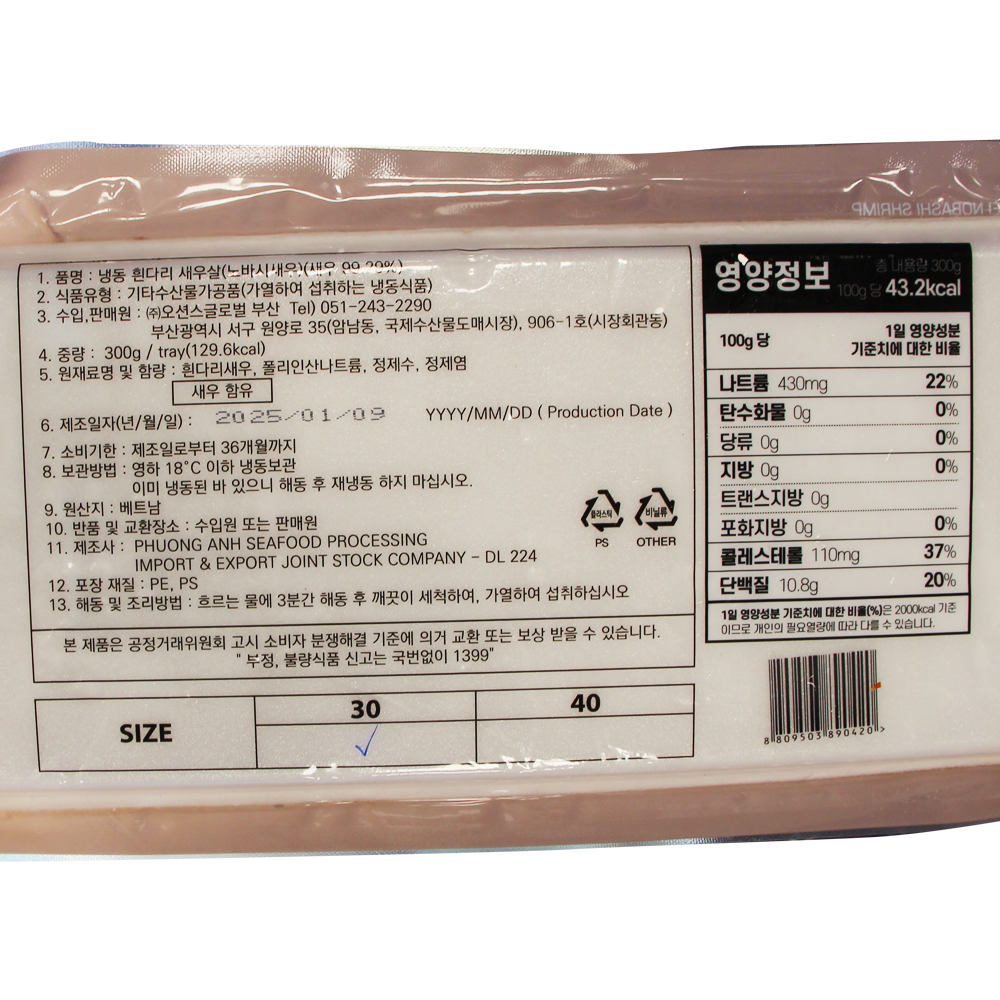 NOBASHI SHRIMP
1. 품명 : 냉동 흰다리 새우살(노바시새우)(새우 99.29%)
2. 식품유형 : 기타수산물가공품(가열하여 섭취하는 냉동식품)
3. 수입,판매원 : ㈜오션스글로벌 부산 Tel) 051-243-2290
부산광역시 서구 원양로 35(암남동, 국제수산물도매시장), 906-1호(시장회관동)
4. 중량 : 300g / tray(129.6kcal)
5. 원재료명 및 함량 : 흰다리새우, 폴리인산나트륨, 정제수, 정제염
새우 함유
6. 제조일자(년/월/일) : 2025/01/09 YYYY/MM/DD ( Production Date )
7. 소비기한 : 제조일로부터 36개월까지
8. 보관방법 : 영하 18°C 이하 냉동보관
이미 냉동된 바 있으니 해동 후 재냉동 하지 마십시오.
9. 원산지 : 베트남
10. 반품 및 교환장소 : 수입원 또는 판매원
11. 제조사 : PHUONG ANH SEAFOOD PROCESSING
IMPORT & EXPORT JOINT STOCK COMPANY - DL 224
12. 포장 재질 : PE, PS
13. 해동 및 조리방법 : 흐르는 물에 3분간 해동 후 깨끗이 세척하여, 가열하여 섭취하십시오
플라스틱 비닐류
PS OTHER
본 제품은 공정거래위원회 고시 소비자 분쟁해결 기준에 의거 교환 또는 보상 받을 수 있습니다.
" 부정, 불량식품 신고는 국번없이 1399"
SIZE 30 40
영양정보 총 내용량 300g
100g 당 43.2kcal
100g 당 1일 영양성분
기준치에 대한 비율
나트륨 430mg 22%
탄수화물 0g 0%
당류 0g 0%
지방 0g 0%
트랜스지방 0g
포화지방 0g 0%
콜레스테롤 110mg 37%
단백질 10.8g 20%
1일 영양성분 기준치에 대한 비율(%)은 2000kcal 기준
이므로 개인의 필요열량에 따라 다를 수 있습니다.
8 809503 890420 >